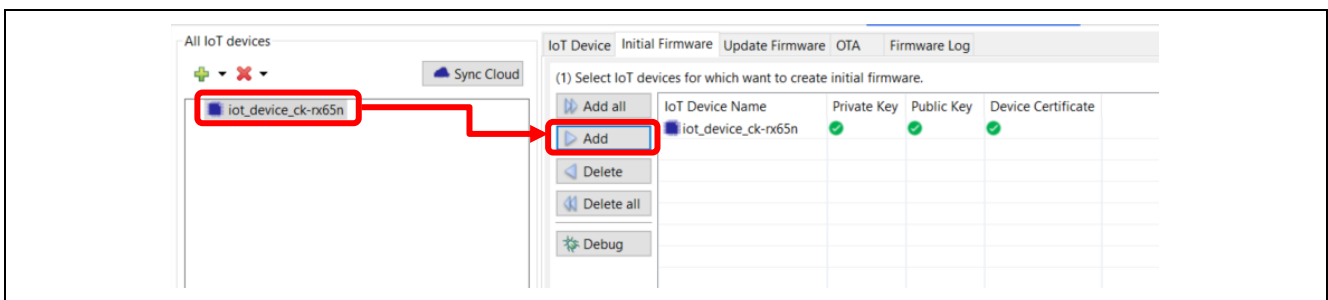 All IoT devices
Sync Cloud
iot_device_ck-rx65n
IoT Device Initial Firmware Update Firmware OTA Firmware Log
(1) Select IoT devices for which want to create initial firmware.
Add all
Add
Delete
Delete all
Debug
IoT Device Name Private Key Public Key Device Certificate
iot_device_ck-rx65n